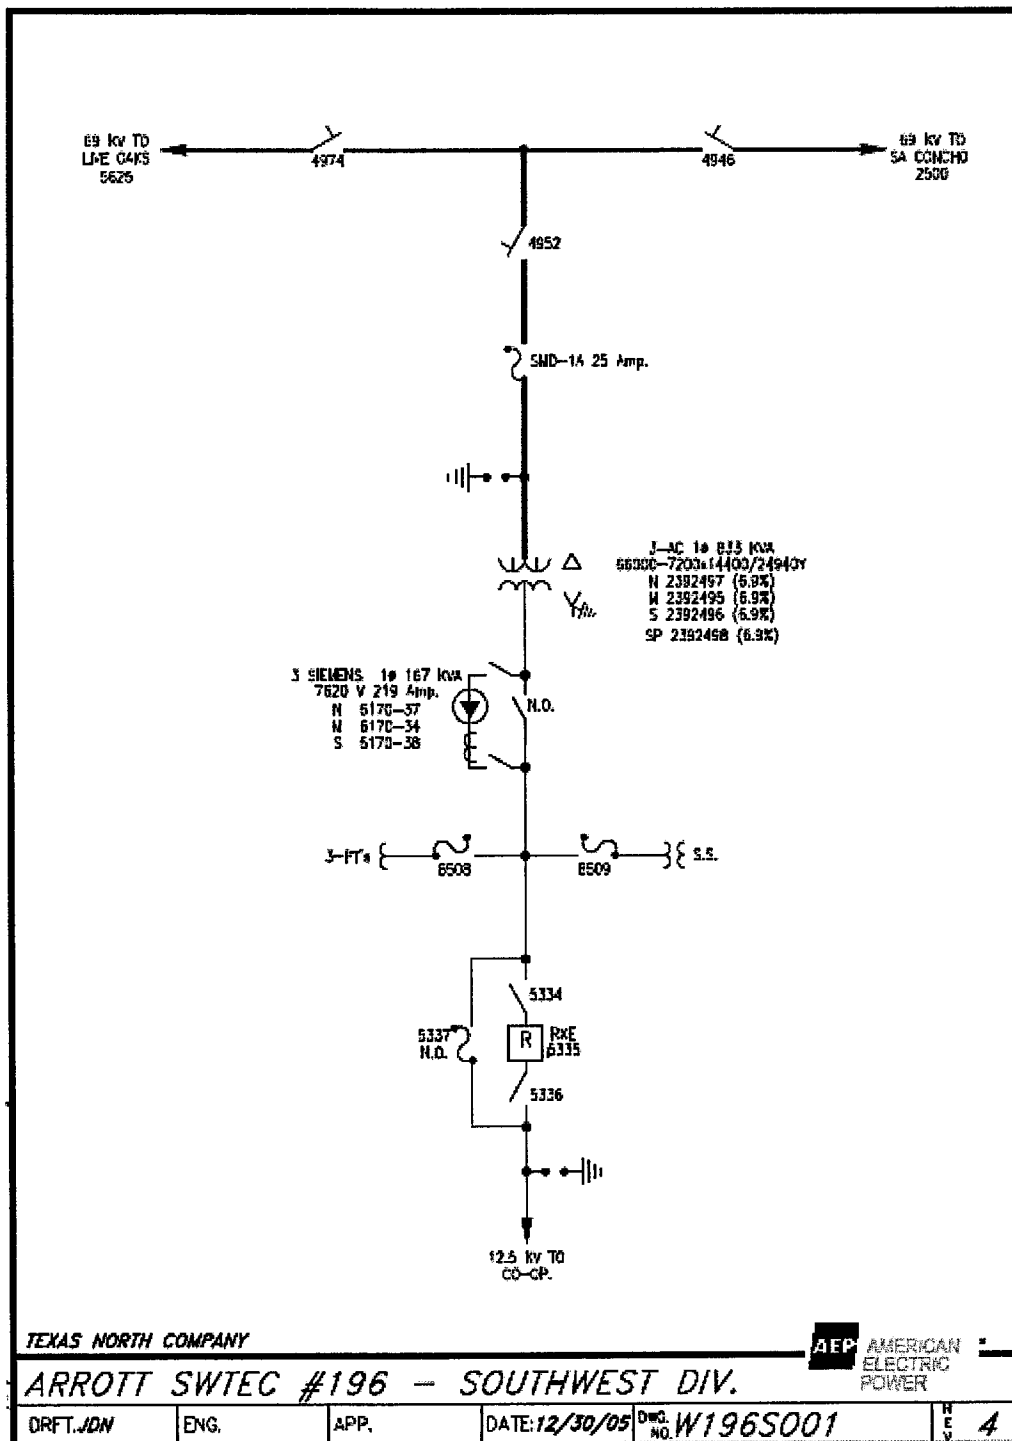 69 KV TO
LIVE OAKS
5625
4974
4946
69 KV TO
SA CONCHO
2500
4952
SMD-1A 25 Amp.
3-AC 1ø 833 KVA
66000-7200x14400/24940Y
N 2392497 (6.9%)
M 2392495 (6.9%)
S 2392496 (6.9%)
SP 2392498 (6.9%)
3 SIEMENS 1ø 167 KVA
7620 V 219 Amp.
N 6170-37
M 6170-34
S 6170-38
N.O.
3-PT's
6508
6509
S.S.
5334
5337
N.O.
R
RXE
5335
5336
12.5 KV TO
CO-OP.
TEXAS NORTH COMPANY
AEP AMERICAN
ELECTRIC
POWER
ARROTT SWTEC #196 - SOUTHWEST DIV.
DRFT. JDN
ENG.
APP.
DATE: 12/30/05
DWG. NO. W196S001
REV 4